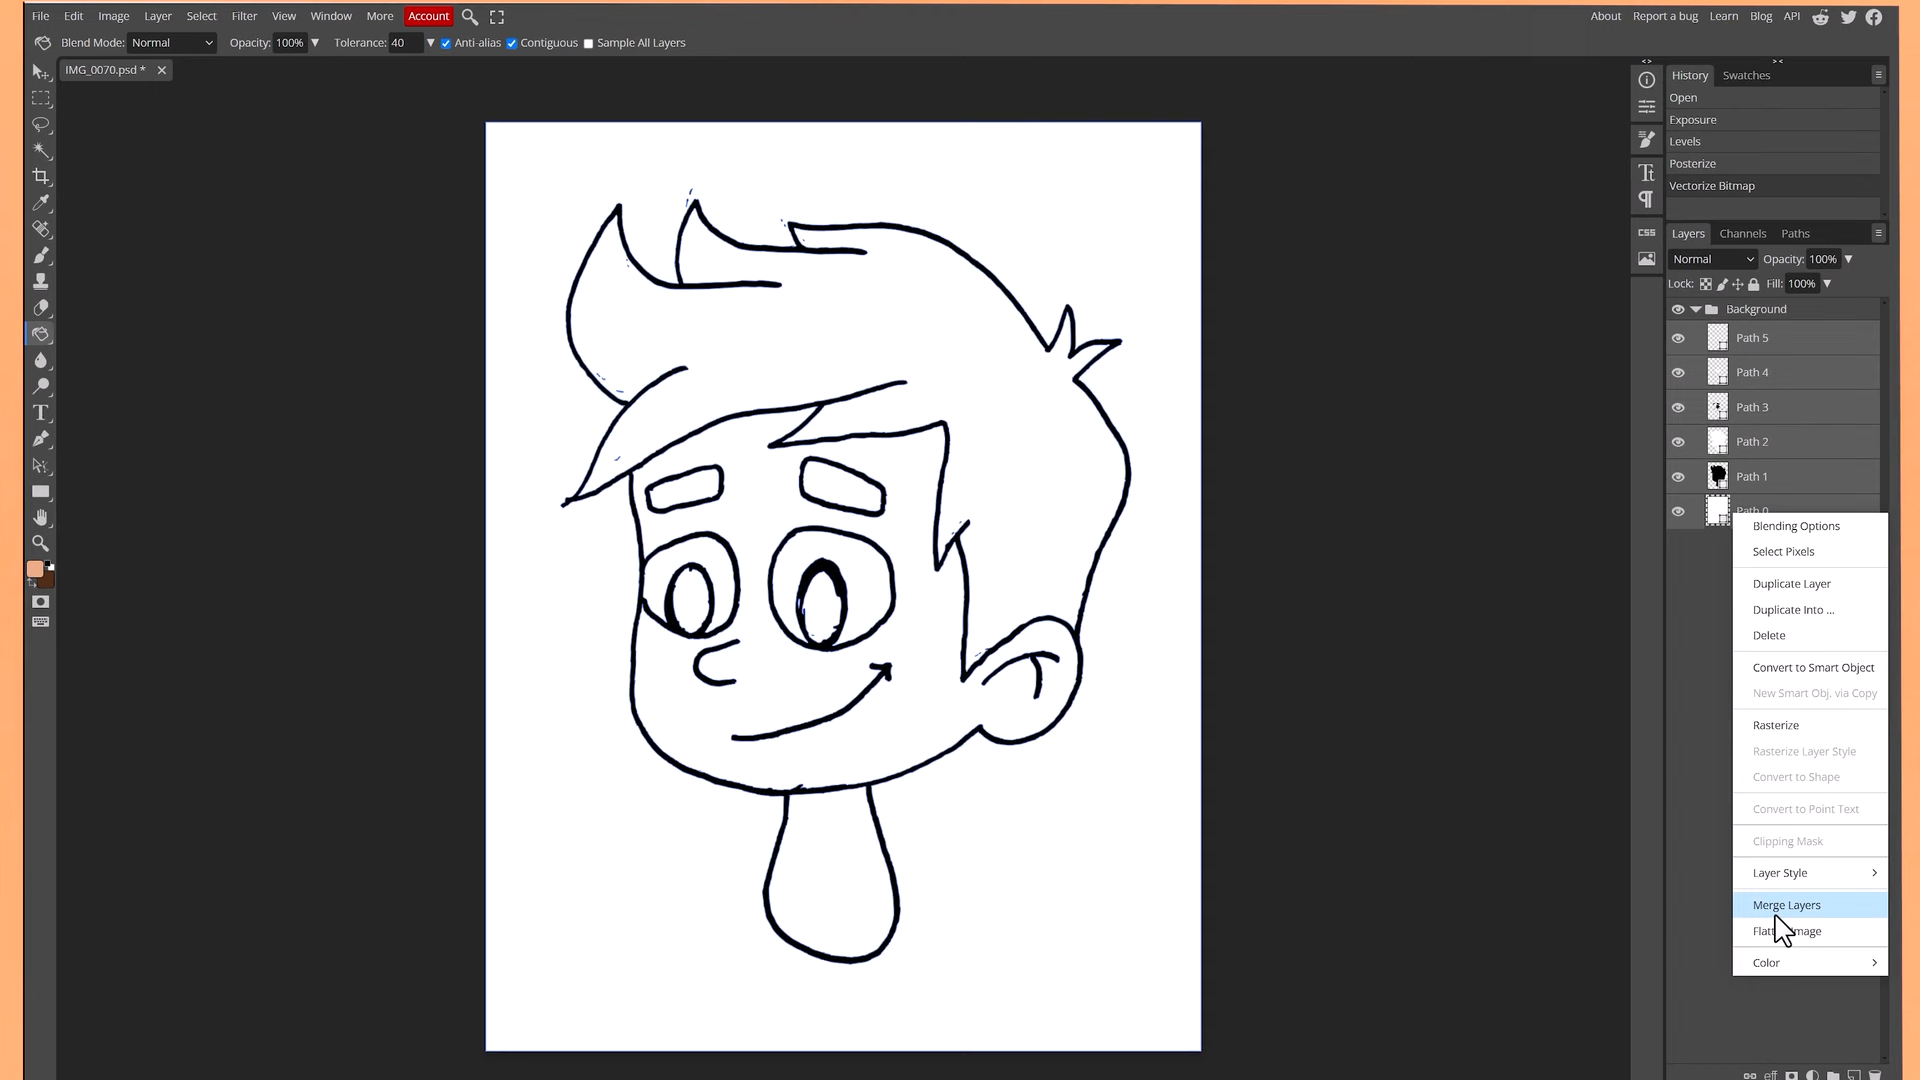 File Edit Image Layer Select Filter View Window More Account About Report a bug Learn Blog API
Blend Mode: Normal Opacity: 100% Tolerance: 40 Anti-alias Contiguous Sample All Layers
IMG_0070.psd *
History Swatches
Open
Exposure
Levels
Posterize
Vectorize Bitmap
CSS
Layers Channels Paths
Normal Opacity: 100%
Lock: Fill: 100%
Background
Path 5
Path 4
Path 3
Path 2
Path 1
Path 0
Blending Options
Select Pixels
Duplicate Layer
Duplicate Into ...
Delete
Convert to Smart Object
New Smart Obj. via Copy
Rasterize
Rasterize Layer Style
Convert to Shape
Convert to Point Text
Clipping Mask
Layer Style
Merge Layers
Image
Color
eff